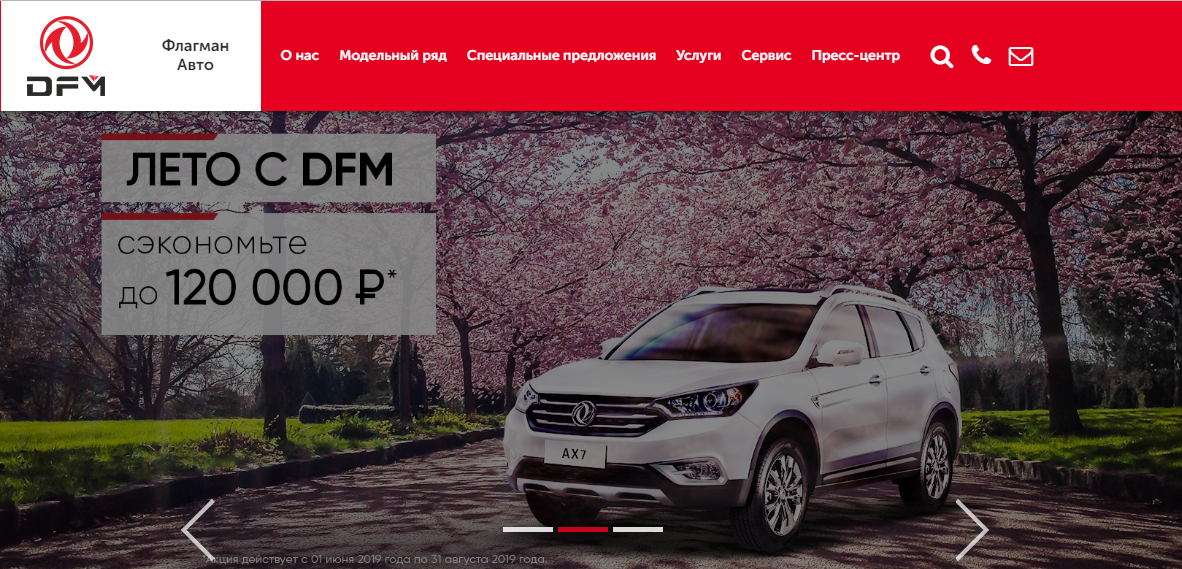 DFM
Флагман
Авто
О нас Модельный ряд Специальные предложения Услуги Сервис Пресс-центр
ЛЕТО С DFM
сэкономьте
до 120 000 ₽*
AX7
Акция действует с 01 июня 2019 года по 31 августа 2019 года.